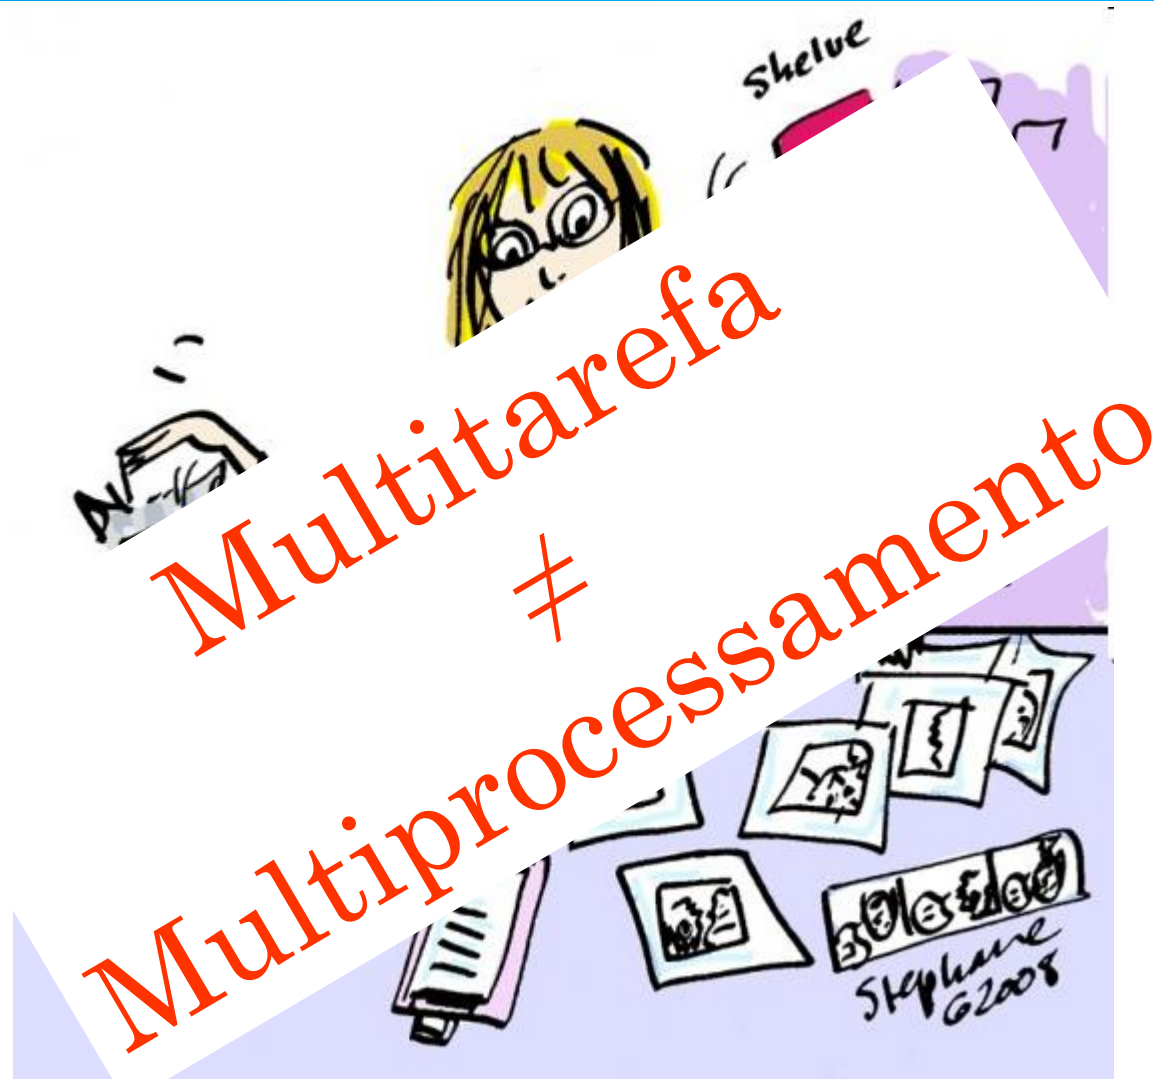 Shelve
Multitarefa
≠
Multiprocessamento
Stephane
G2008